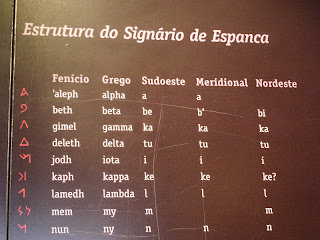 Estrutura do Signário de Espanca
Fenício Grego Sudoeste Meridional Nordeste
'aleph alpha a a
beth beta be b' bi
gimel gamma ka ka ka
deleth delta tu tu tu
jodh iota i i i
kaph kappa ke ke ke?
lamedh lambda l l l
mem my m m
nun ny n n n